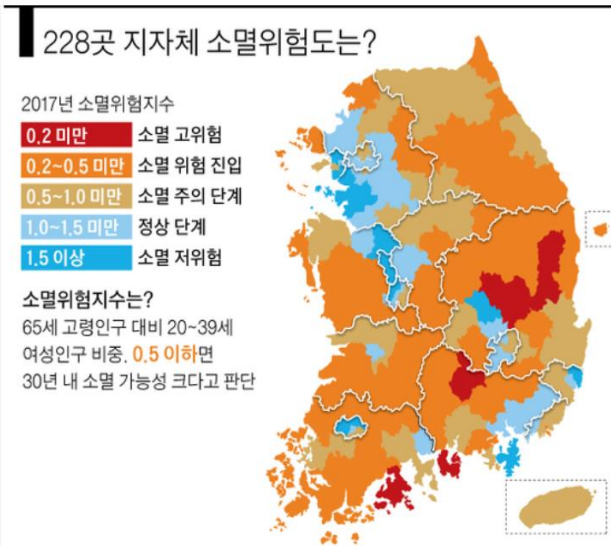 228곳 지자체 소멸위험도는?
2017년 소멸위험지수
0.2 미만 소멸 고위험
0.2~0.5 미만 소멸 위험 진입
0.5~1.0 미만 소멸 주의 단계
1.0~1.5 미만 정상 단계
1.5 이상 소멸 저위험
소멸위험지수는?
65세 고령인구 대비 20~39세
여성인구 비중. 0.5 이하면
30년 내 소멸 가능성 크다고 판단